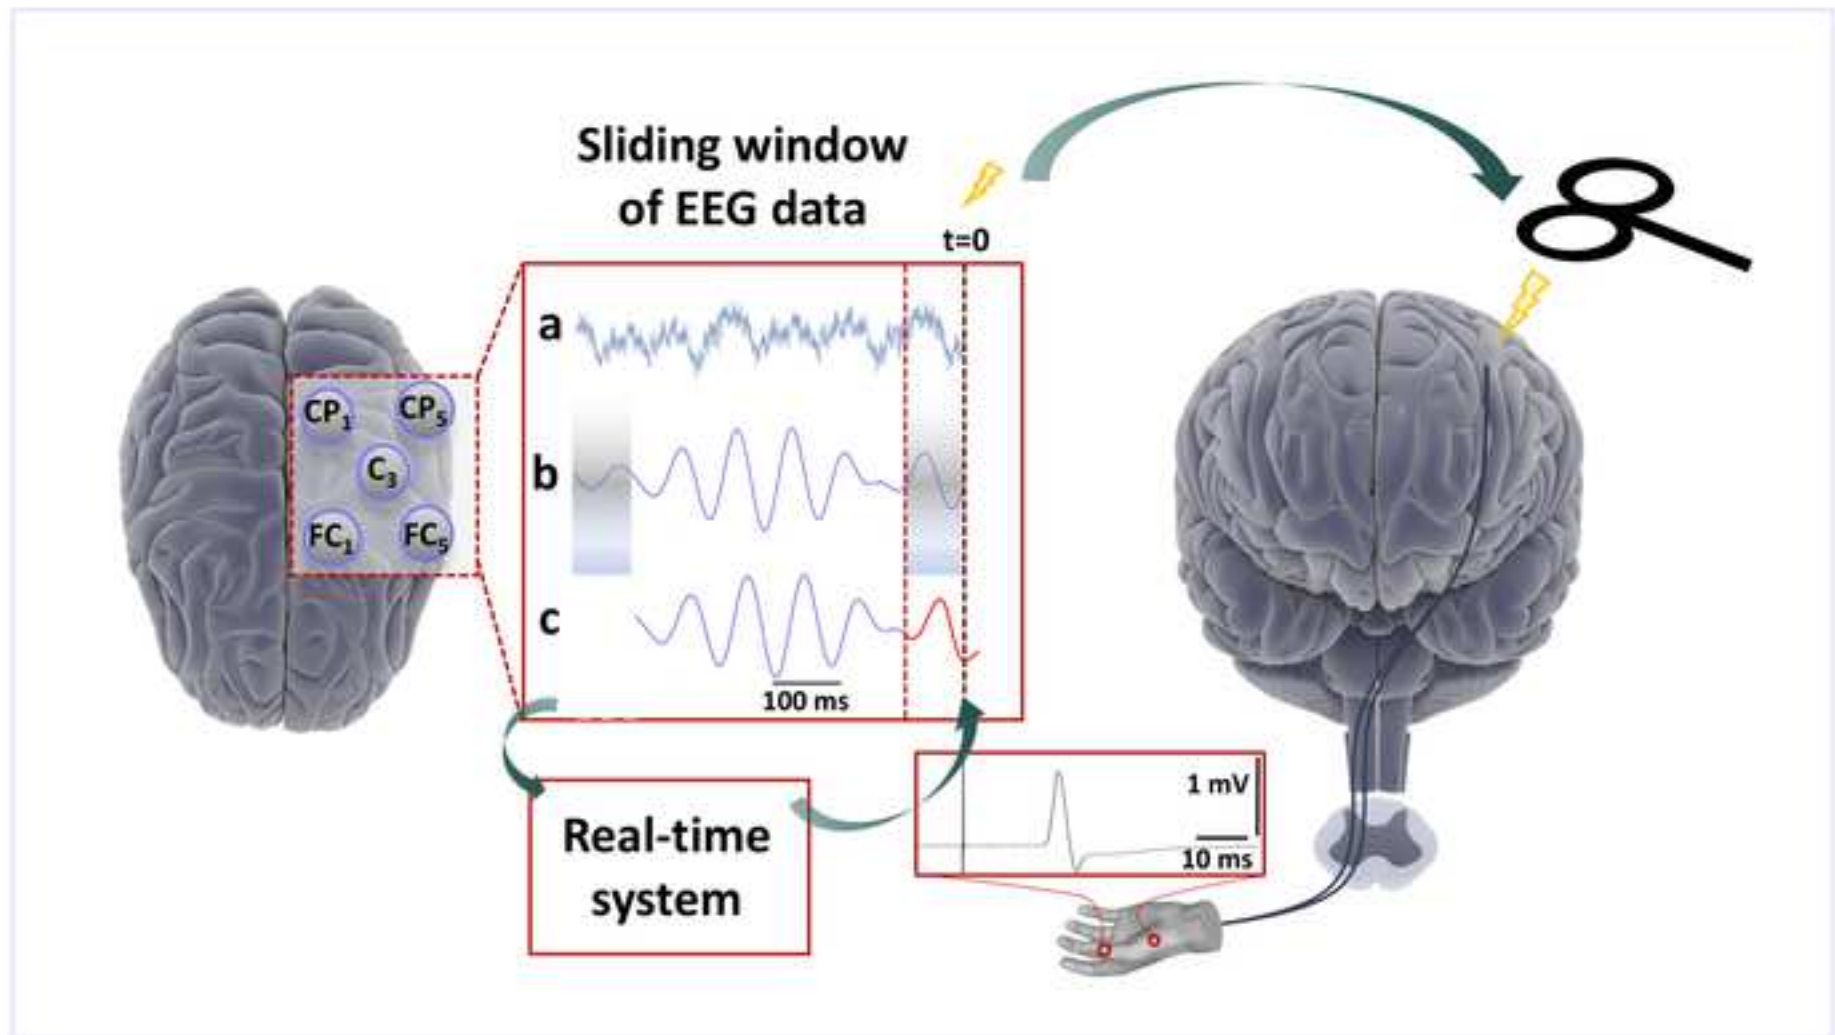 Sliding window
of EEG data
t=0
a
CP₁ CP₅
C₃
b
FC₁ FC₅
c
100 ms
Real-time
system
1 mV
10 ms